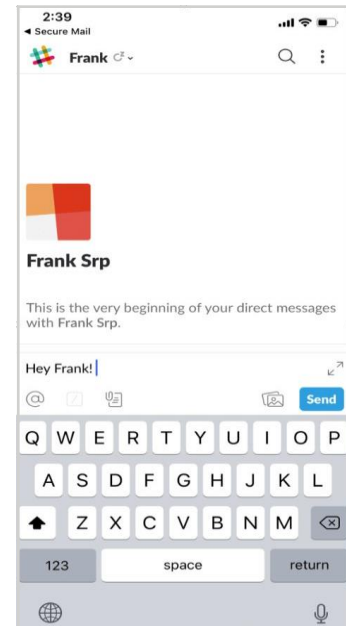 2:39
◀ Secure Mail
Frank
Frank Srp
This is the very beginning of your direct messages
with Frank Srp.
Hey Frank!
@
Send
Q W E R T Y U I O P
A S D F G H J K L
Z X C V B N M
123 space return